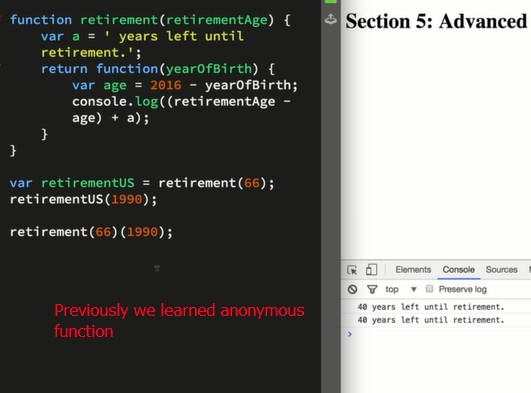 function retirement(retirementAge) {
var a = ' years left until
retirement.';
return function(yearOfBirth) {
var age = 2016 - yearOfBirth;
console.log((retirementAge -
age) + a);
}
}
var retirementUS = retirement(66);
retirementUS(1990);
retirement(66)(1990);
Previously we learned anonymous
function
Section 5: Advanced
Elements Console Sources
top ▼ Preserve log
40 years left until retirement.
40 years left until retirement.
>